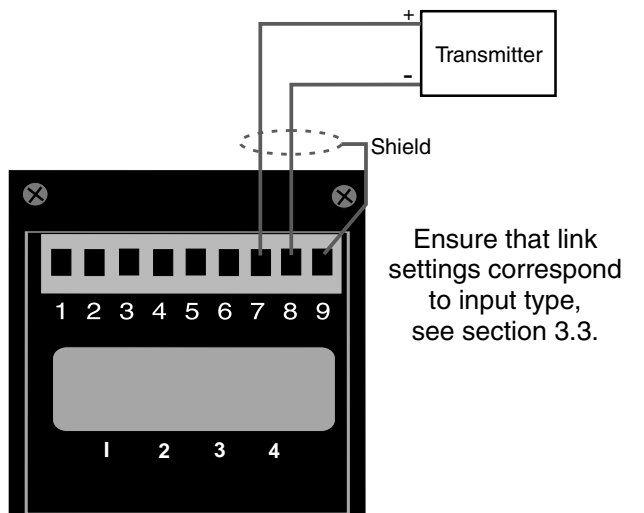 +
Transmitter
-
Shield
Ensure that link
settings correspond
to input type,
see section 3.3.
1 2 3 4 5 6 7 8 9
I 2 3 4